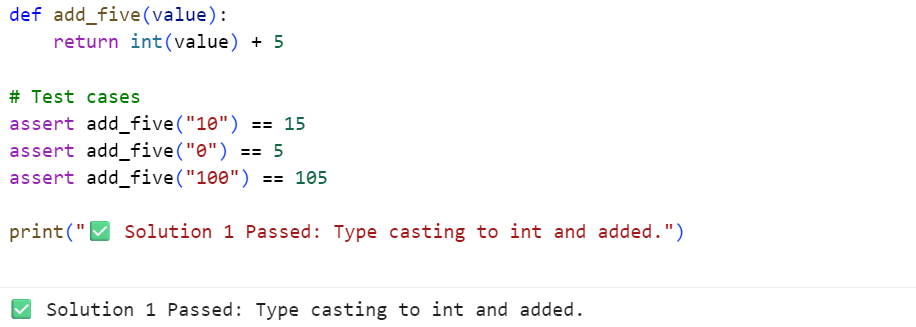 def add_five(value):
    return int(value) + 5
# Test cases
assert add_five("10") == 15
assert add_five("0") == 5
assert add_five("100") == 105
print("✅ Solution 1 Passed: Type casting to int and added.")
✅ Solution 1 Passed: Type casting to int and added.